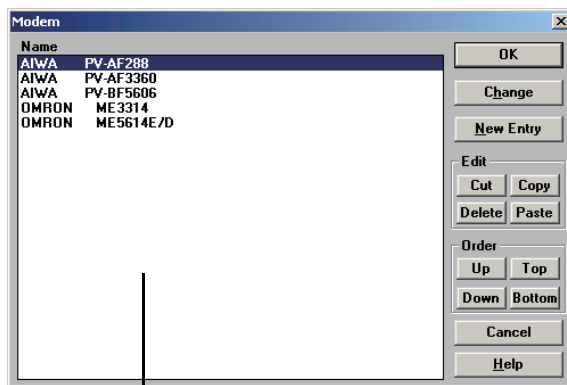 Modem
Name
AIWA PV-AF288
AIWA PV-AF3360
AIWA PV-BF5606
OMRON ME3314
OMRON ME5614E/D
OK
Change
New Entry
Edit
Cut Copy
Delete Paste
Order
Up Top
Down Bottom
Cancel
Help